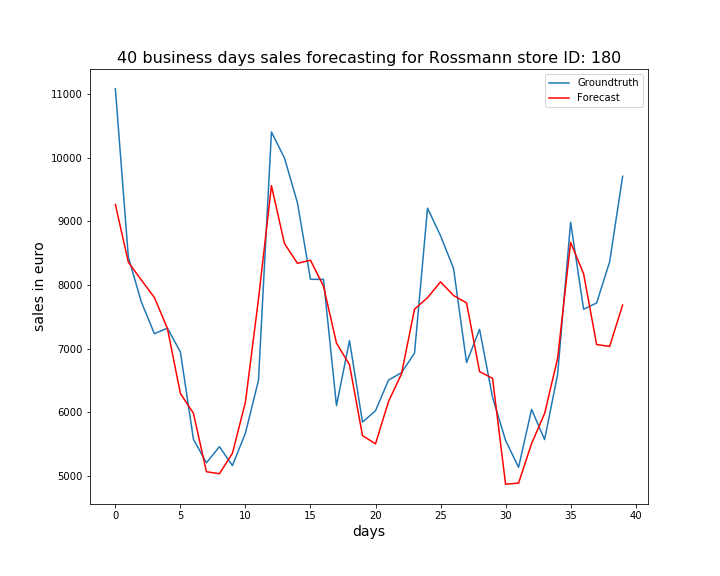 40 business days sales forecasting for Rossmann store ID: 180
Groundtruth
Forecast
11000
10000
9000
8000
7000
6000
5000
sales in euro
0 5 10 15 20 25 30 35 40
days